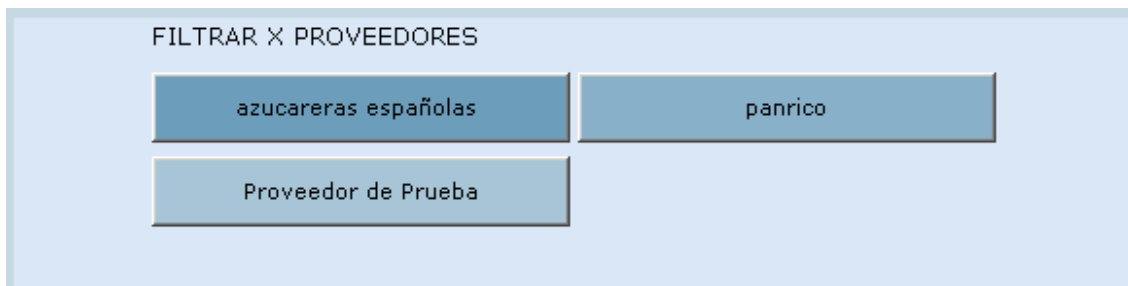 FILTRAR X PROVEEDORES
azucareras españolas
panrico
Proveedor de Prueba